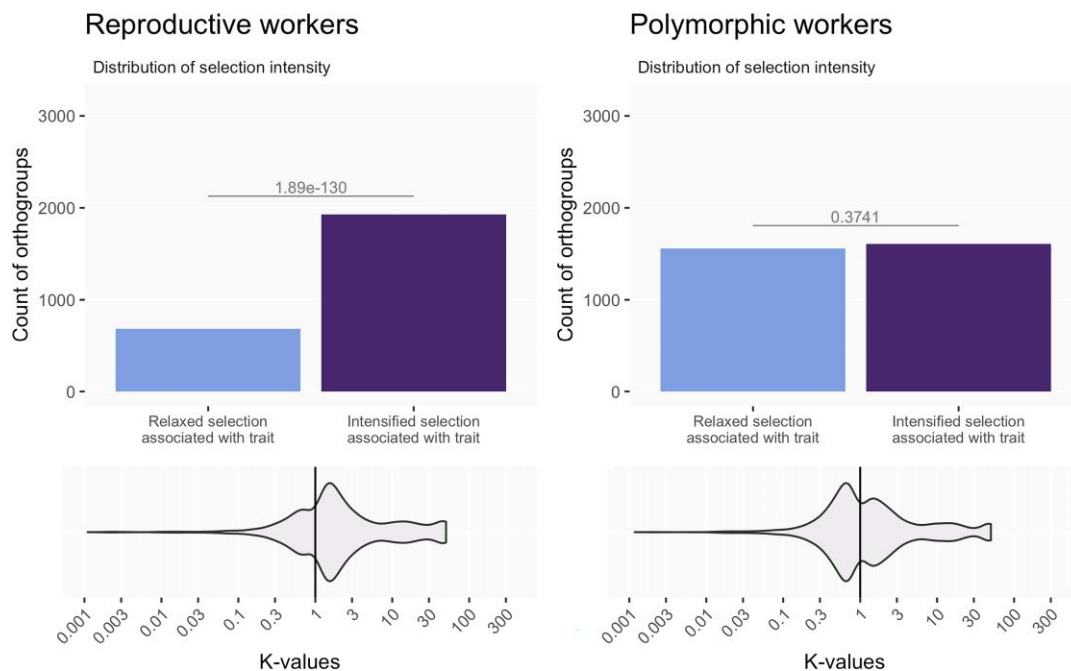 Reproductive workers
Distribution of selection intensity
Count of orthogroups
3000
2000
1000
0
1.89e-130
Relaxed selection
associated with trait
Intensified selection
associated with trait
0.001
0.003
0.01
0.03
0.1
0.3
1
3
10
30
100
300
K-values
Polymorphic workers
Distribution of selection intensity
Count of orthogroups
3000
2000
1000
0
0.3741
Relaxed selection
associated with trait
Intensified selection
associated with trait
0.001
0.003
0.01
0.03
0.1
0.3
1
3
10
30
100
300
K-values